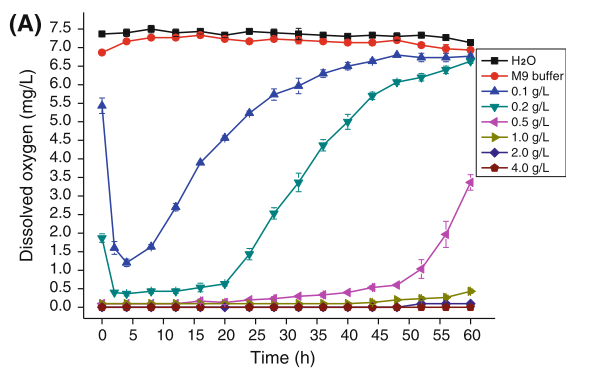 (A)
Dissolved oxygen (mg/L)
7.5
7.0
6.5
6.0
5.5
5.0
4.5
4.0
3.5
3.0
2.5
2.0
1.5
1.0
0.5
0.0
H₂O
M9 buffer
0.1 g/L
0.2 g/L
0.5 g/L
1.0 g/L
2.0 g/L
4.0 g/L
0 5 10 15 20 25 30 35 40 45 50 55 60
Time (h)